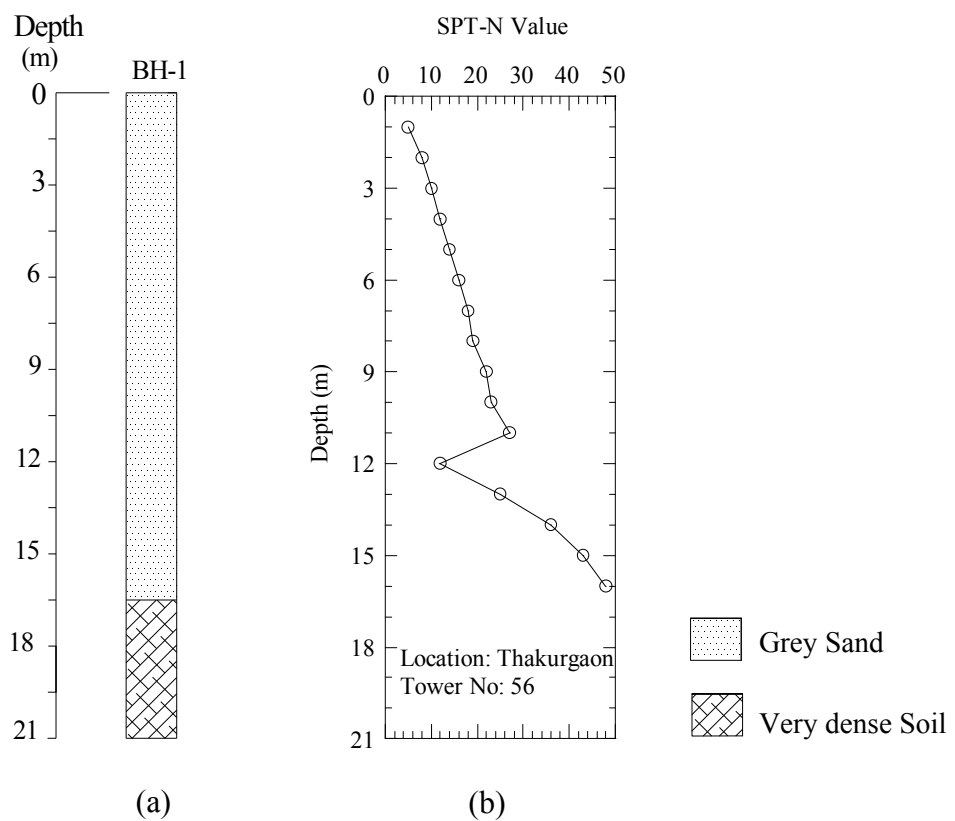 Depth
(m)
BH-1
0
3
6
9
12
15
18
21
(a)
SPT-N Value
0 10 20 30 40 50
0
3
6
9
12
15
18
21
Depth (m)
Location: Thakurgaon
Tower No: 56
(b)
Grey Sand
Very dense Soil